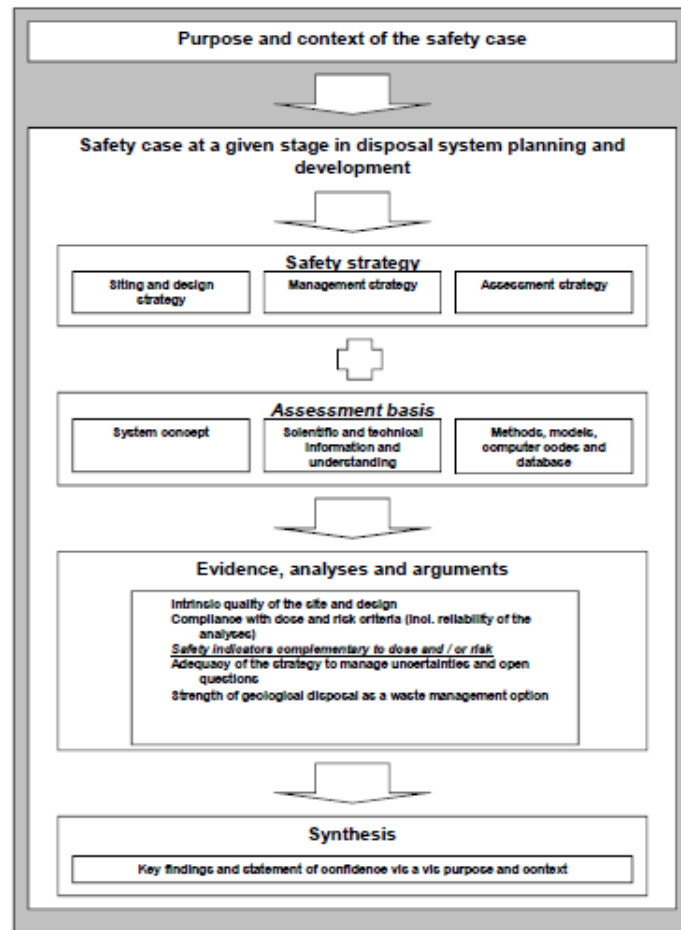 Purpose and context of the safety case
Safety case at a given stage in disposal system planning and
development
Safety strategy
Siting and design
strategy
Management strategy
Assessment strategy
Assessment basis
System concept
Scientific and technical
information and
understanding
Methods, models,
computer codes and
database
Evidence, analyses and arguments
Intrinsic quality of the site and design
Compliance with dose and risk criteria (incl. reliability of the
analyses)
Safety indicators complementary to dose and / or risk
Adequacy of the strategy to manage uncertainties and open
questions
Strength of geological disposal as a waste management option
Synthesis
Key findings and statement of confidence vis a vis purpose and context